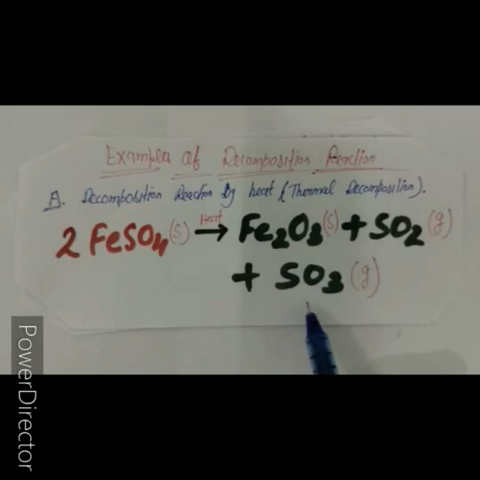 Examples of Decomposition Reaction
A. Decomposition Reaction by heat (Thermal Decomposition).
2 FeSO4(s) Heat → Fe2O3(s) + SO2(g)
+ SO3(g)
PowerDirector